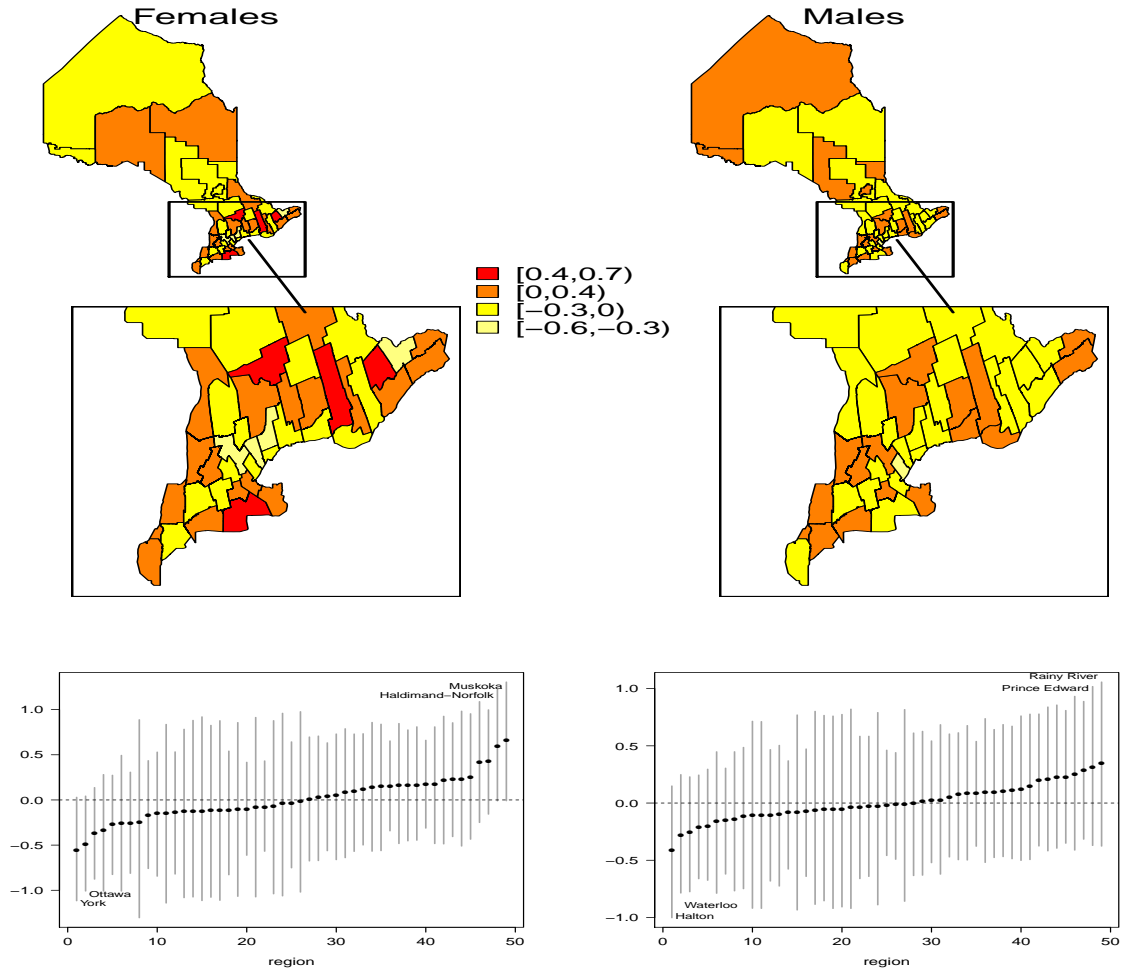 Females
Males
[0.4,0.7)
[0,0.4)
[−0.3,0)
[−0.6,−0.3)
Muskoka
Haldimand−Norfolk
1.0
0.5
0.0
−0.5
−1.0
Ottawa
York
0
10
20
30
40
50
region
Rainy River
Prince Edward
1.0
0.5
0.0
−0.5
−1.0
Waterloo
Halton
0
10
20
30
40
50
region